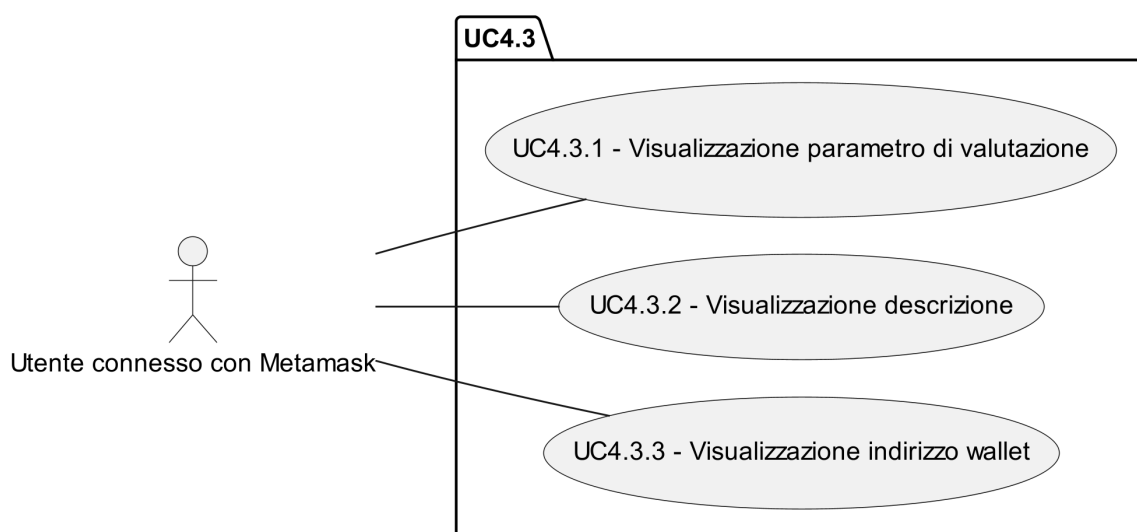 UC4.3
UC4.3.1 - Visualizzazione parametro di valutazione
UC4.3.2 - Visualizzazione descrizione
Utente connesso con Metamask
UC4.3.3 - Visualizzazione indirizzo wallet